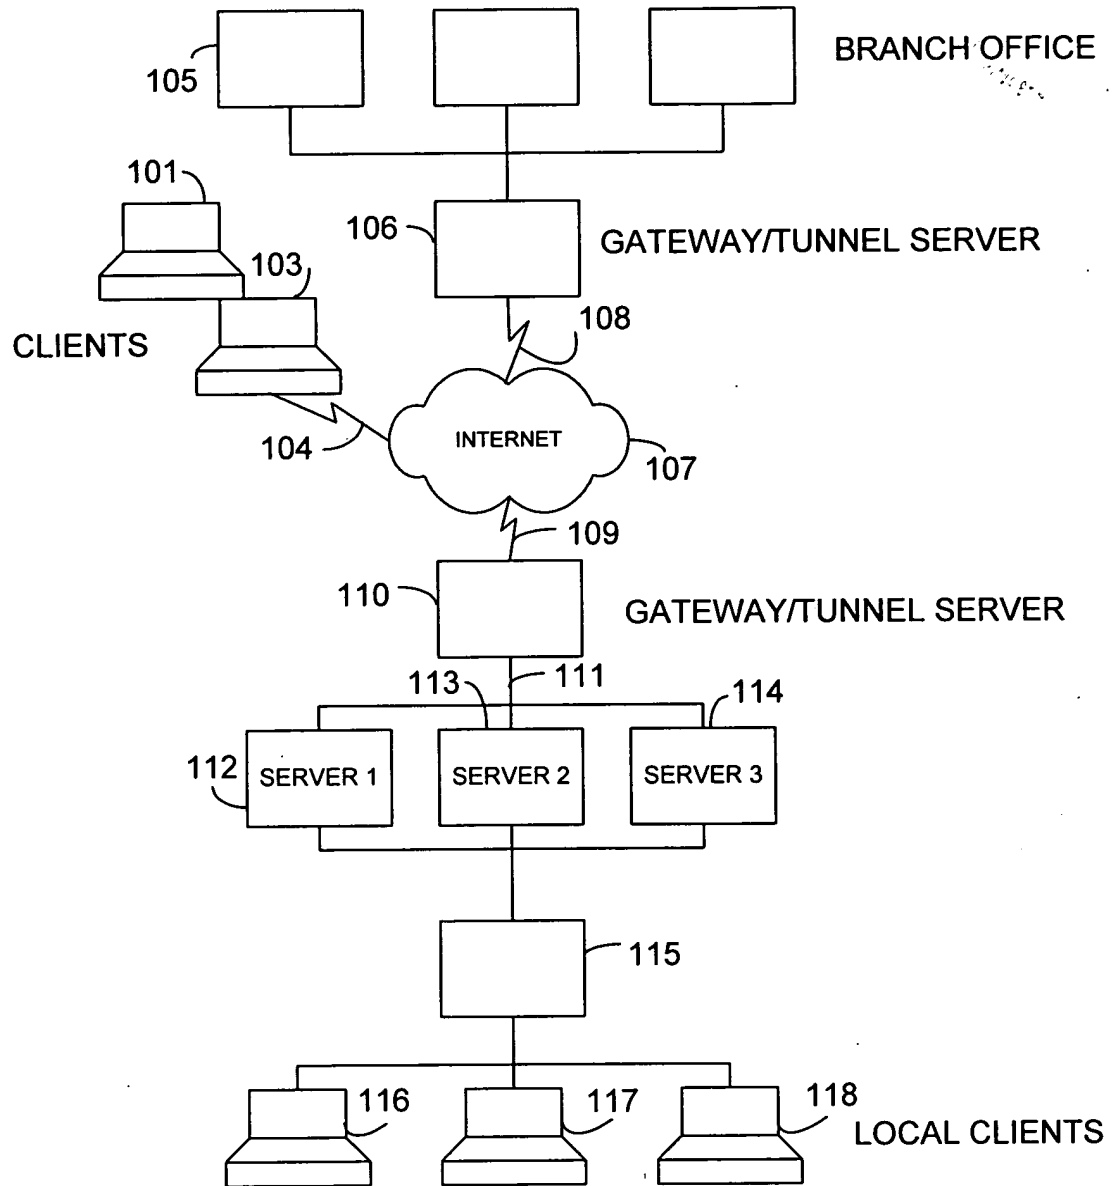 BRANCH OFFICE
105
101
106
GATEWAY/TUNNEL SERVER
103
108
CLIENTS
104
INTERNET
107
109
110
GATEWAY/TUNNEL SERVER
111
113
114
112
SERVER 1
SERVER 2
SERVER 3
115
116
117
118
LOCAL CLIENTS